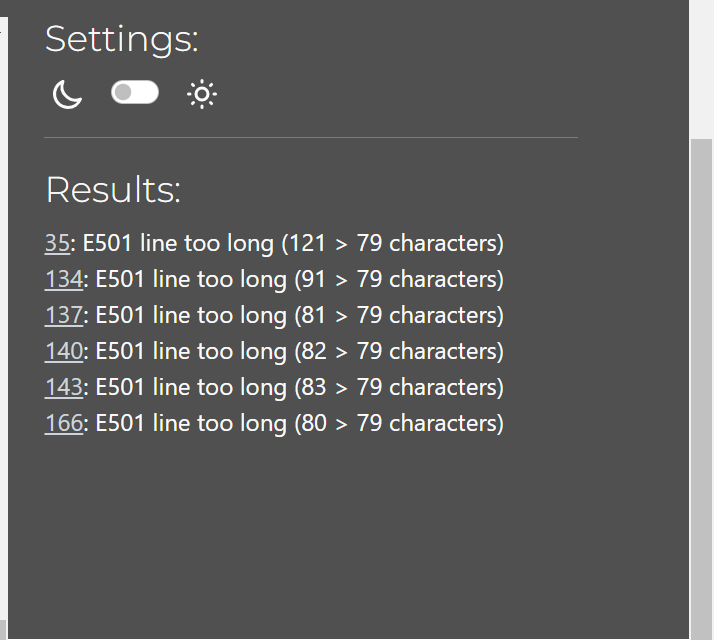 Settings:
Results:
35: E501 line too long (121 > 79 characters)
134: E501 line too long (91 > 79 characters)
137: E501 line too long (81 > 79 characters)
140: E501 line too long (82 > 79 characters)
143: E501 line too long (83 > 79 characters)
166: E501 line too long (80 > 79 characters)